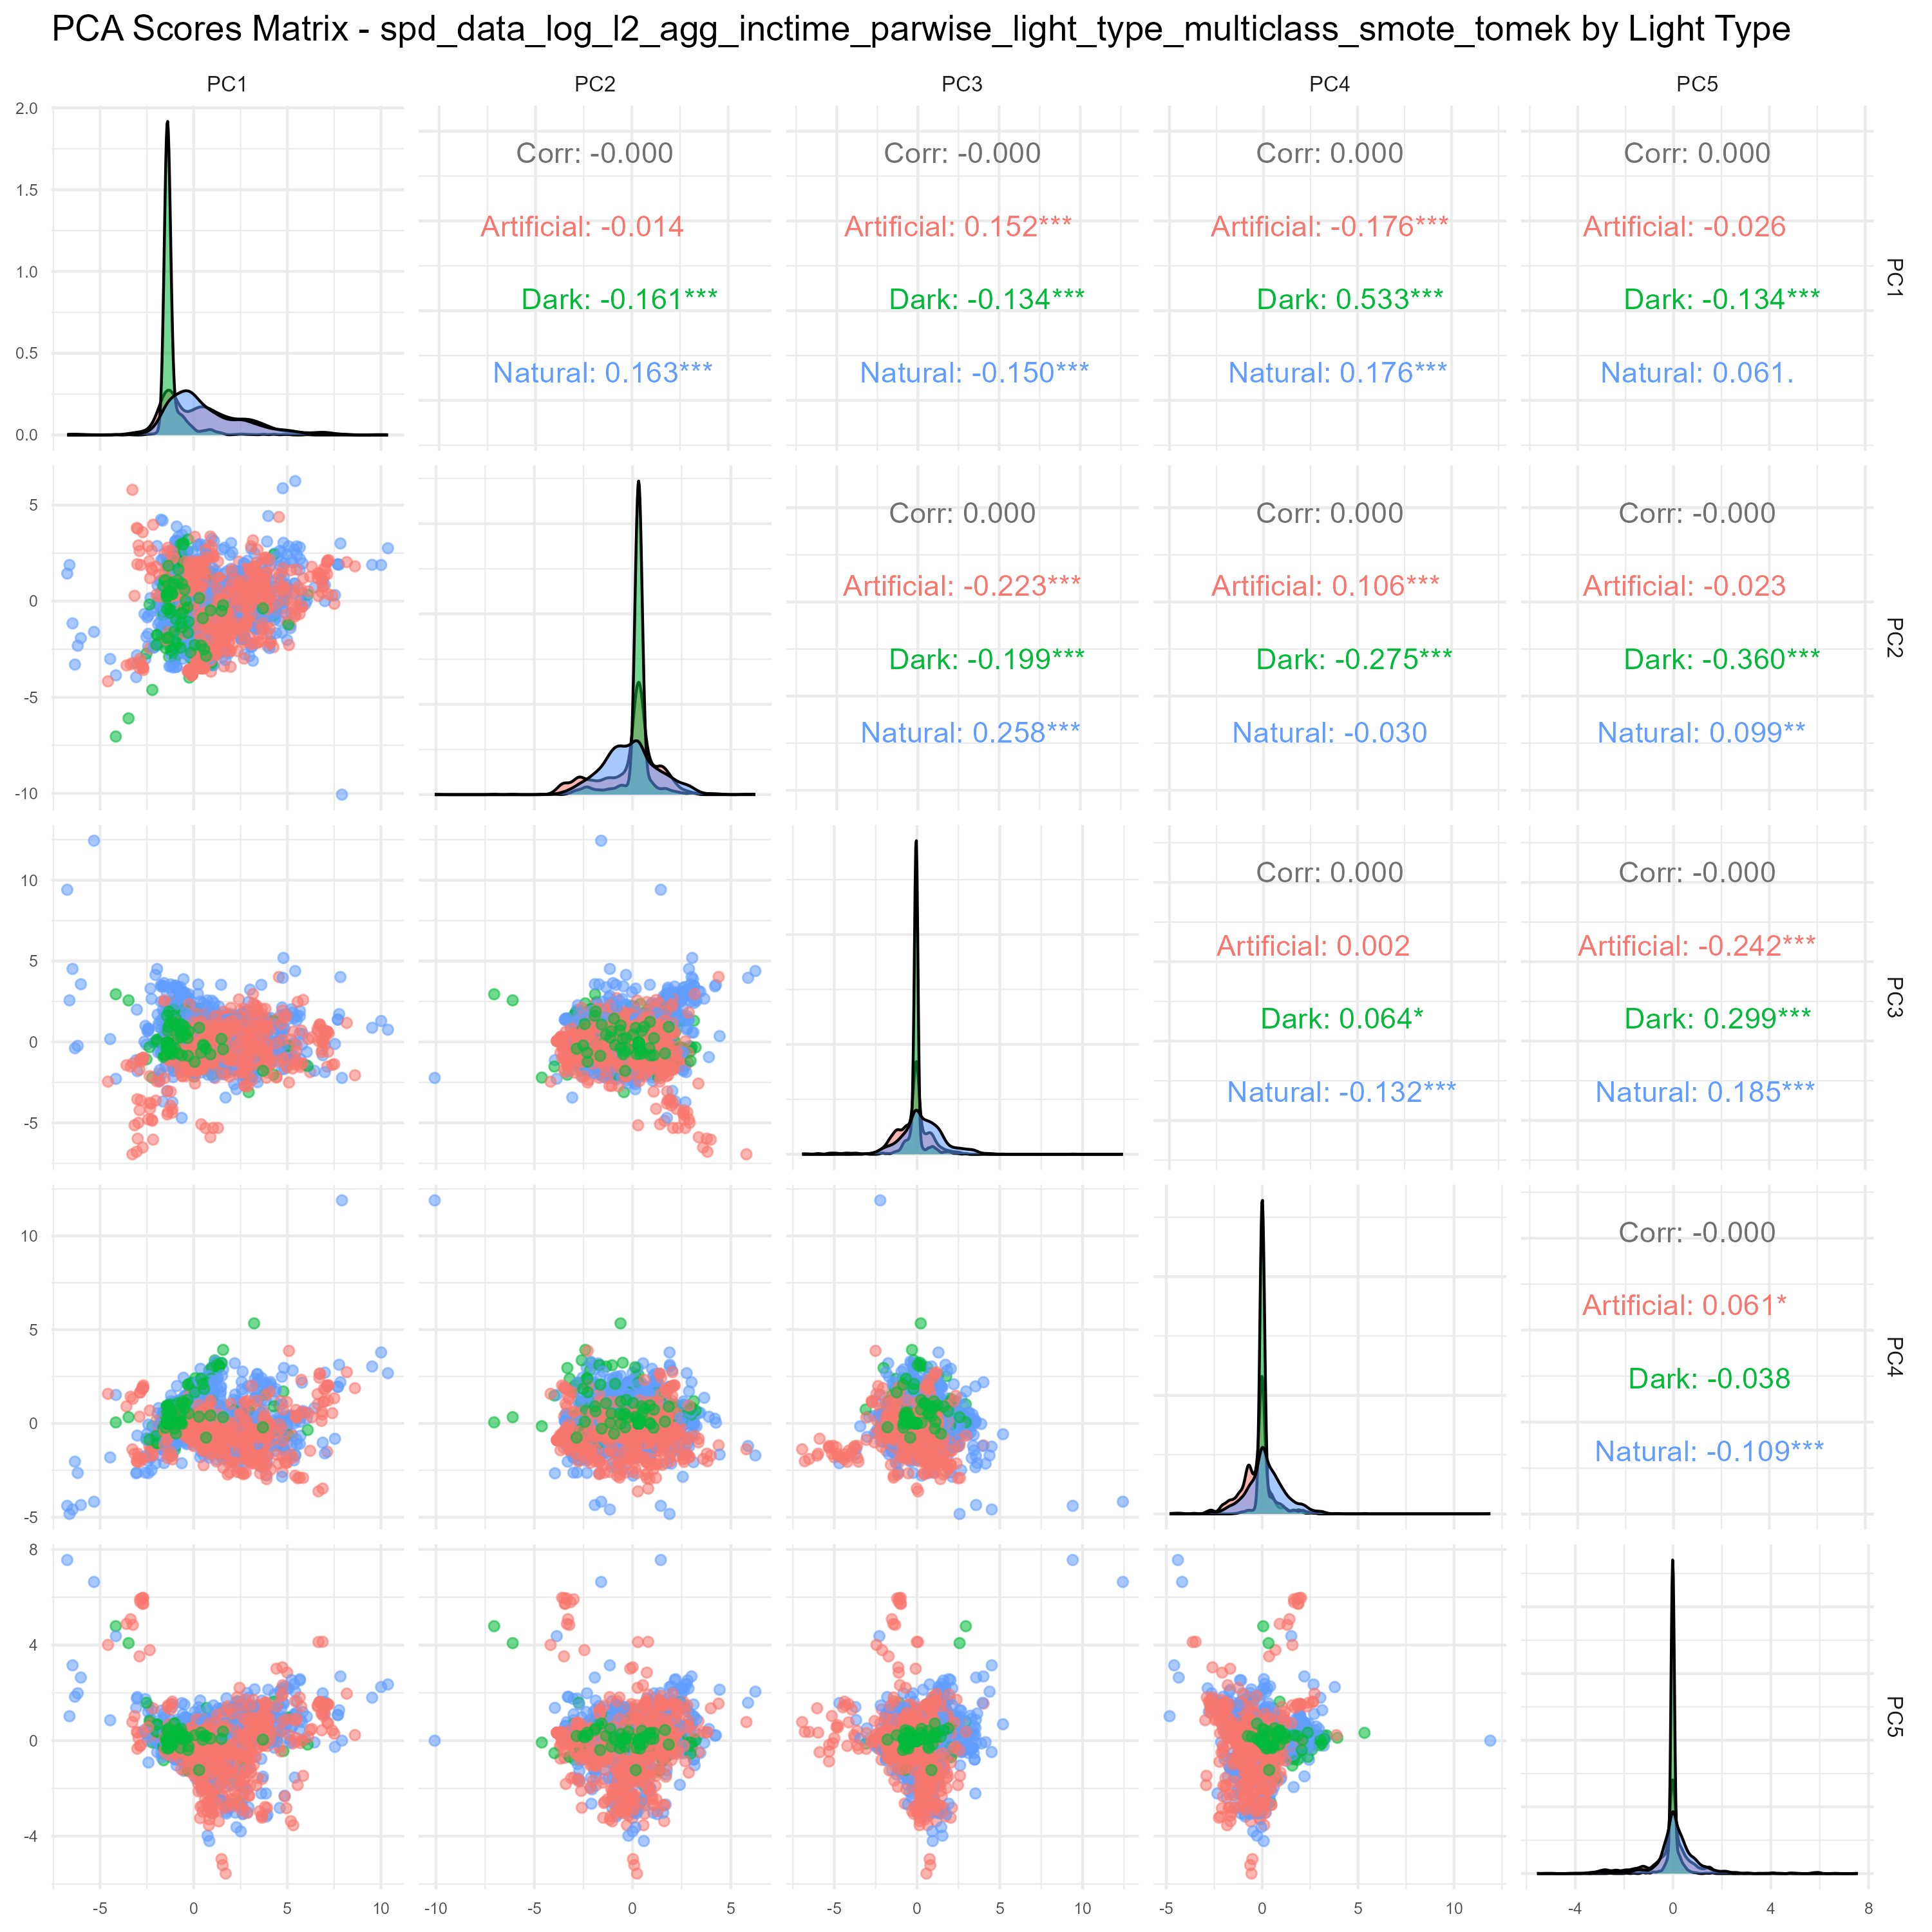 PCA Scores Matrix - spd_data_log_l2_agg_inctime_parwise_light_type_multiclass_smote_tomek by Light Type
PC1 PC2 PC3 PC4 PC5
2.0
1.5
1.0
0.5
0.0
Corr: -0.000
Artificial: -0.014
Dark: -0.161***
Natural: 0.163***
Corr: -0.000
Artificial: 0.152***
Dark: -0.134***
Natural: -0.150***
Corr: 0.000
Artificial: -0.176***
Dark: 0.533***
Natural: 0.176***
Corr: 0.000
Artificial: -0.026
Dark: -0.134***
Natural: 0.061.
PC1
5
0
-5
-10
Corr: 0.000
Artificial: -0.223***
Dark: -0.199***
Natural: 0.258***
Corr: 0.000
Artificial: 0.106***
Dark: -0.275***
Natural: -0.030
Corr: -0.000
Artificial: -0.023
Dark: -0.360***
Natural: 0.099**
PC2
10
5
0
-5
Corr: 0.000
Artificial: 0.002
Dark: 0.064*
Natural: -0.132***
Corr: -0.000
Artificial: -0.242***
Dark: 0.299***
Natural: 0.185***
PC3
10
5
0
-5
Corr: -0.000
Artificial: 0.061*
Dark: -0.038
Natural: -0.109***
PC4
8
4
0
-4
PC5
-5 0 5 10
-10 -5 0 5
-5 0 5 10
-5 0 5 10
-4 0 4 8